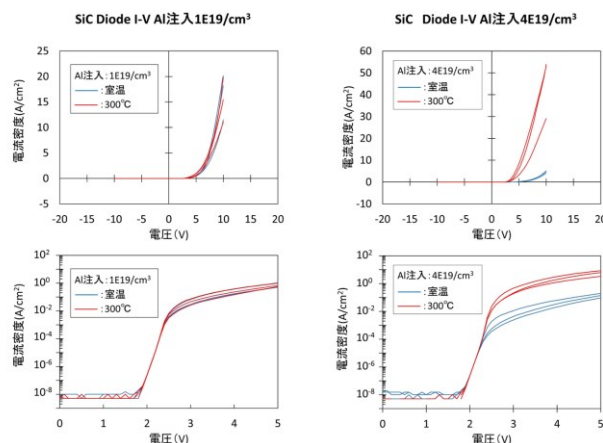 SiC Diode I-V Al注入1E19/cm³
SiC Diode I-V Al注入4E19/cm³
電流密度(A/cm²)
25
20
15
10
5
0
-5
Al注入：1E19/cm³
：室温
：300℃
-20 -15 -10 -5 0 5 10 15 20
電圧（V）
電流密度(A/cm²)
60
50
40
30
20
10
0
Al注入：4E19/cm³
：室温
：300℃
-20 -15 -10 -5 0 5 10 15 20
電圧（V）
電流密度(A/cm²)
10²
10⁰
10⁻²
10⁻⁴
10⁻⁶
10⁻⁸
Al注入：1E19/cm³
：室温
：300℃
0 1 2 3 4 5
電圧（V）
電流密度(A/cm²)
10²
10⁰
10⁻²
10⁻⁴
10⁻⁶
10⁻⁸
Al注入：4E19/cm³
：室温
：300℃
0 1 2 3 4 5
電圧（V）